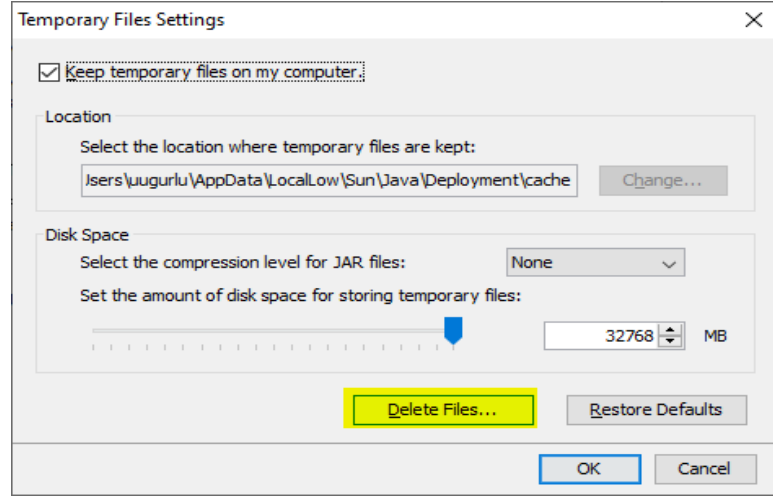 Temporary Files Settings
Keep temporary files on my computer.
Location
Select the location where temporary files are kept:
Jsers\uugurlu\AppData\LocalLow\Sun\Java\Deployment\cache
Change...
Disk Space
Select the compression level for JAR files:
None
Set the amount of disk space for storing temporary files:
32768
MB
Delete Files...
Restore Defaults
OK
Cancel